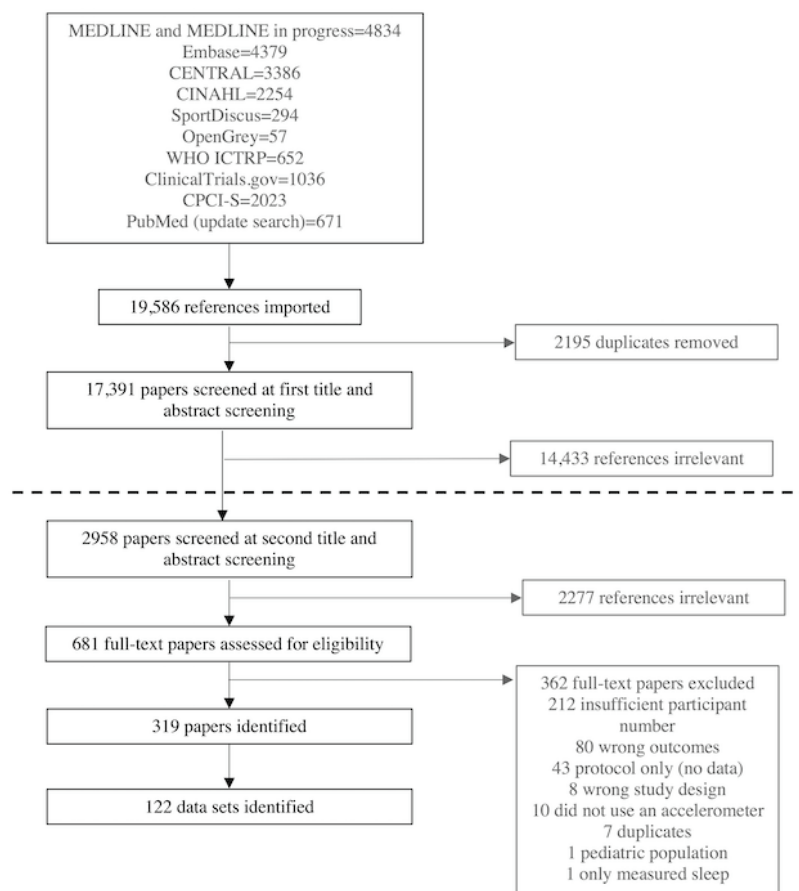 MEDLINE and MEDLINE in progress=4834
Embase=4379
CENTRAL=3386
CINAHL=2254
SportDiscus=294
OpenGrey=57
WHO ICTRP=652
ClinicalTrials.gov=1036
CPCI-S=2023
PubMed (update search)=671
19,586 references imported
2195 duplicates removed
17,391 papers screened at first title and
abstract screening
14,433 references irrelevant
2958 papers screened at second title and
abstract screening
2277 references irrelevant
681 full-text papers assessed for eligibility
362 full-text papers excluded
212 insufficient participant
number
80 wrong outcomes
43 protocol only (no data)
8 wrong study design
10 did not use an accelerometer
7 duplicates
1 pediatric population
1 only measured sleep
319 papers identified
122 data sets identified